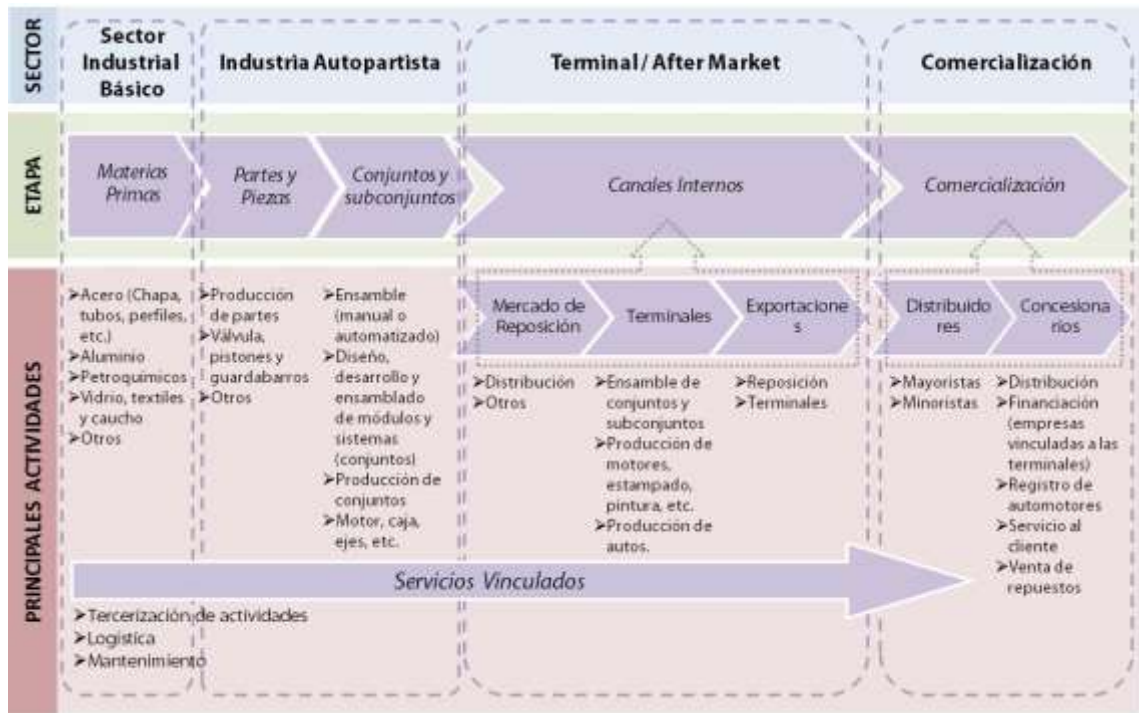 SECTOR
Sector
Industrial
Básico
Industria Autopartista
Terminal / After Market
Comercialización
ETAPA
Materias
Primas
Partes y
Piezas
Conjuntos y
subconjuntos
Canales Internos
Comercialización
PRINCIPALES ACTIVIDADES
➢Acero (Chapa,
tubos, perfiles,
etc.)
➢Aluminio
➢Petroquímicos
➢Vidrio, textiles
y caucho
➢Otros
➢Producción
de partes
➢Válvula,
pistones y
guardabarros
➢Otros
➢Ensamble
(manual o
automatizado)
➢Diseño,
desarrollo y
ensamblado
de módulos y
sistemas
(conjuntos)
➢Producción de
conjuntos
➢Motor, caja,
ejes, etc.
Mercado de
Reposición
➢Distribución
➢Otros
Terminales
➢Ensamble de
conjuntos y
subconjuntos
➢Producción de
motores,
estampado,
pintura, etc.
➢Producción de
autos.
Exportacione
s
➢Reposición
➢Terminales
Distribuido
res
➢Mayoristas
➢Minoristas
Concesiona
rios
➢Distribución
➢Financiación
(empresas
vinculadas a las
terminales)
➢Registro de
automotores
➢Servicio al
cliente
➢Venta de
repuestos
Servicios Vinculados
➢Tercerización de actividades
➢Logística
➢Mantenimiento